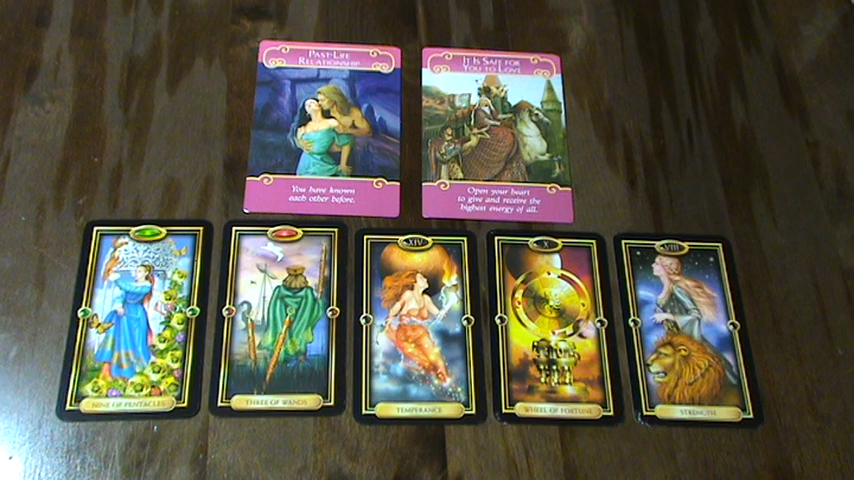 PAST-LIFE
RELATIONSHIP
You have known
each other before.
IT IS SAFE FOR
YOU TO LOVE
Open your heart
to give and receive the
highest energy of all.
NINE OF PENTACLES
THREE OF WANDS
XIV
TEMPERANCE
X
WHEEL OF FORTUNE
VIII
STRENGTH